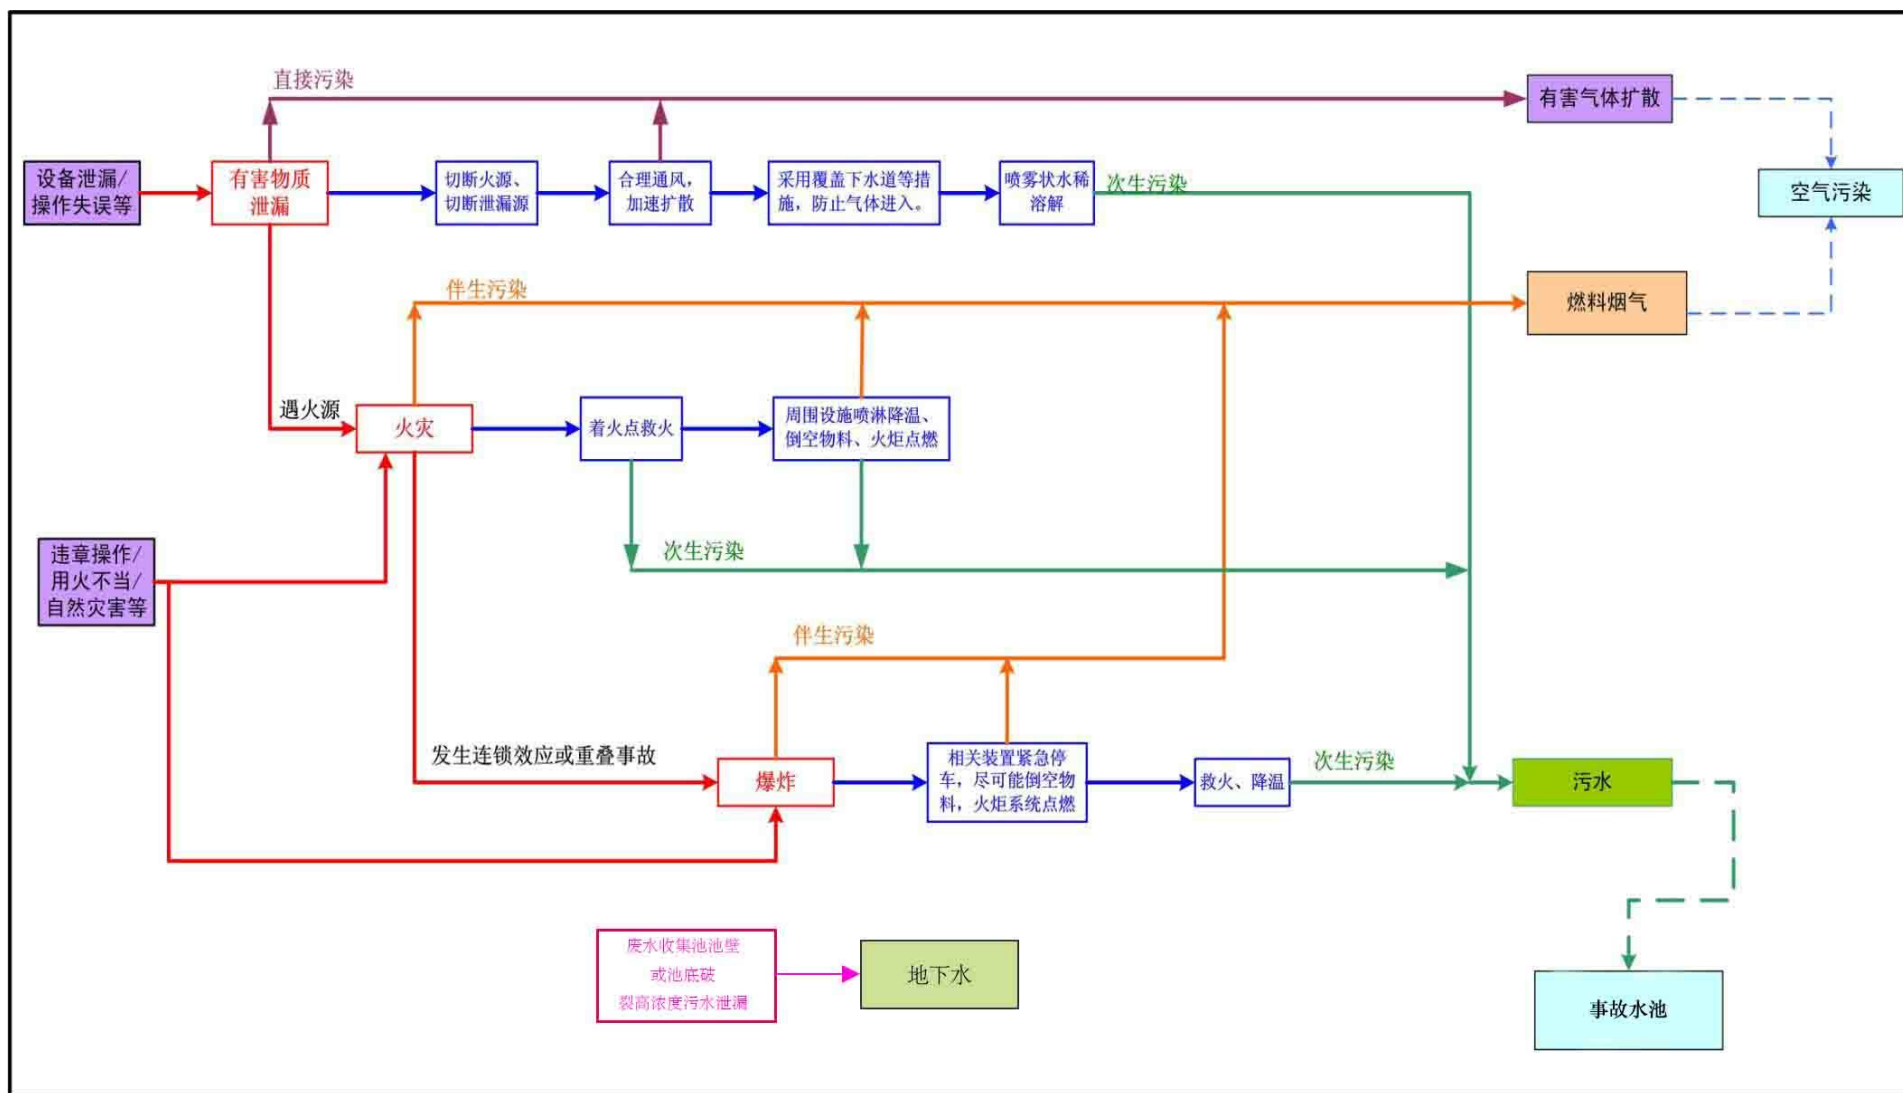 直接污染
有害气体扩散
设备泄漏/
操作失误等
有害物质
泄漏
切断火源、
切断泄漏源
合理通风，
加速扩散
采用覆盖下水道等措
施，防止气体进入。
喷雾状水稀
溶解
次生污染
空气污染
伴生污染
燃料烟气
遇火源
火灾
着火点救火
周围设施喷淋降温、
倒空物料、火炬点燃
次生污染
违章操作/
用火不当/
自然灾害等
伴生污染
发生连锁效应或重叠事故
爆炸
相关装置紧急停
车，尽可能倒空物
料，火炬系统点燃
救火、降温
次生污染
污水
废水收集池池壁
或池底破
裂高浓度污水泄漏
地下水
事故水池